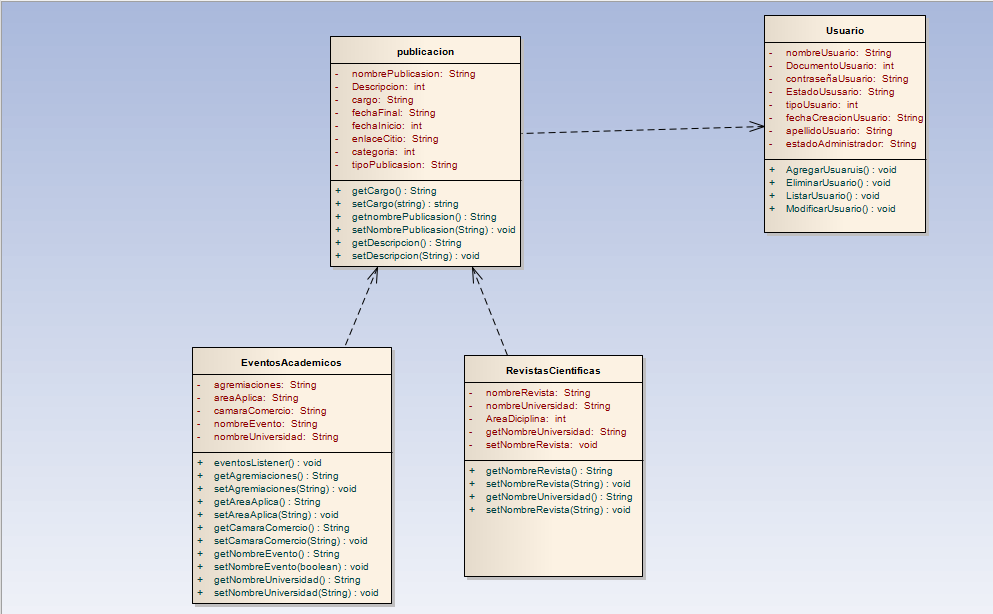 publicacion
- nombrePublicasion: String
- Descripcion: int
- cargo: String
- fechaFinal: String
- fechaInicio: int
- enlaceCitio: String
- categoria: int
- tipoPublicasion: String
+ getCargo() : String
+ setCargo(string) : string
+ getnombrePublicasion() : String
+ setNombrePublicasion(String) : void
+ getDescripcion() : String
+ setDescripcion(String) : void
Usuario
- nombreUsuario: String
- DocumentoUsuario: int
- contraseñaUsuario: String
- EstadoUsusario: String
- tipoUsuario: int
- fechaCreacionUsuario: String
- apellidoUsuario: String
- estadoAdministrador: String
+ AgregarUsuaruis() : void
+ EliminarUsuario() : void
+ ListarUsuario() : void
+ ModificarUsuario() : void
EventosAcademicos
- agremiaciones: String
- areaAplica: String
- camaraComercio: String
- nombreEvento: String
- nombreUniversidad: String
+ eventosListener() : void
+ getAgremiaciones() : String
+ setAgremiaciones(String) : void
+ getAreaAplica() : String
+ setAreaAplica(String) : void
+ getCamaraComercio() : String
+ setCamaraComercio(String) : void
+ getNombreEvento() : String
+ setNombreEvento(boolean) : void
+ getNombreUniversidad() : String
+ setNombreUniversidad(String) : void
RevistasCientificas
- nombreRevista: String
- nombreUniversidad: String
- AreaDiciplina: int
- getNombreUniversidad: String
- setNombreRevista: void
+ getNombreRevista() : String
+ setNombreRevista(String) : void
+ getNombreUniversidad() : String
+ setNombreRevista(String) : void